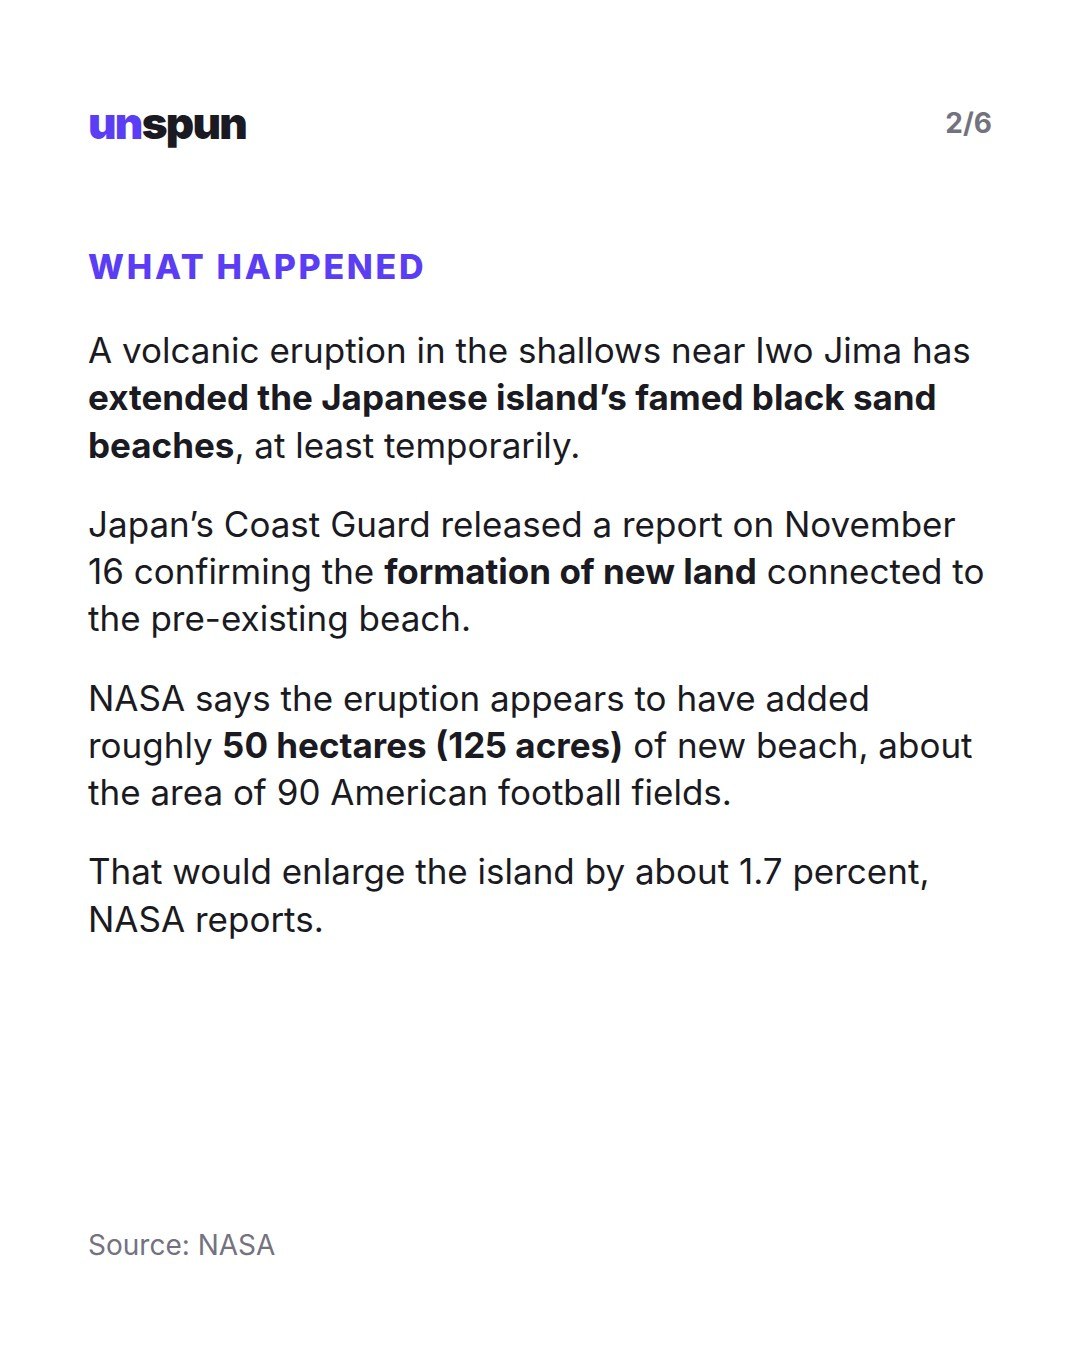 unspun
2/6
WHAT HAPPENED
A volcanic eruption in the shallows near Iwo Jima has
extended the Japanese island’s famed black sand
beaches, at least temporarily.
Japan’s Coast Guard released a report on November
16 confirming the formation of new land connected to
the pre-existing beach.
NASA says the eruption appears to have added
roughly 50 hectares (125 acres) of new beach, about
the area of 90 American football fields.
That would enlarge the island by about 1.7 percent,
NASA reports.
Source: NASA